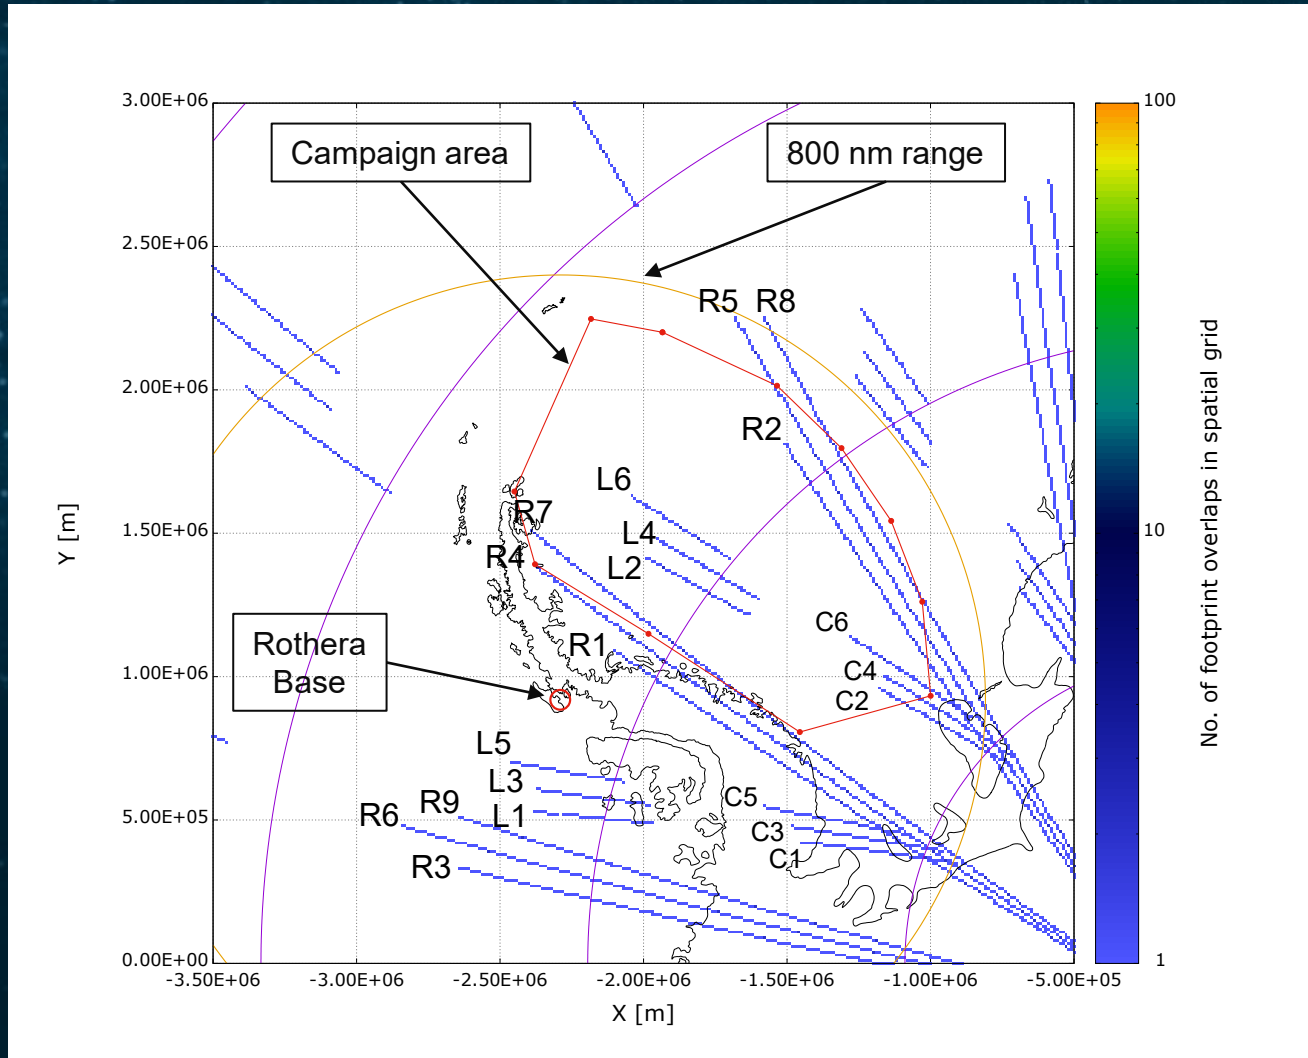 3.00E+06
100
Campaign area
800 nm range
2.50E+06
R5
R8
2.00E+06
R2
L6
R7
L4
1.50E+06
10
R4
L2
C6
Rothera
Base
R1
C4
1.00E+06
C2
L5
L3
C5
R6
R9
L1
5.00E+05
C3
C1
R3
0.00E+00
1
-3.50E+06
-3.00E+06
-2.50E+06
-2.00E+06
-1.50E+06
-1.00E+06
-5.00E+05
X [m]
Y [m]
No. of footprint overlaps in spatial grid